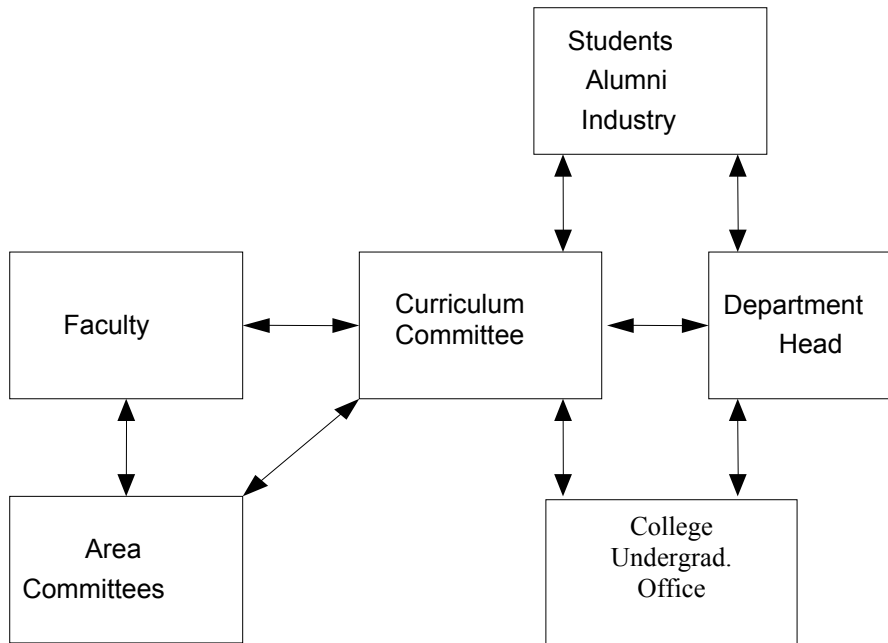 Students
Alumni
Industry
Faculty
Curriculum
Committee
Department
Head
Area
Committees
College
Undergrad.
Office